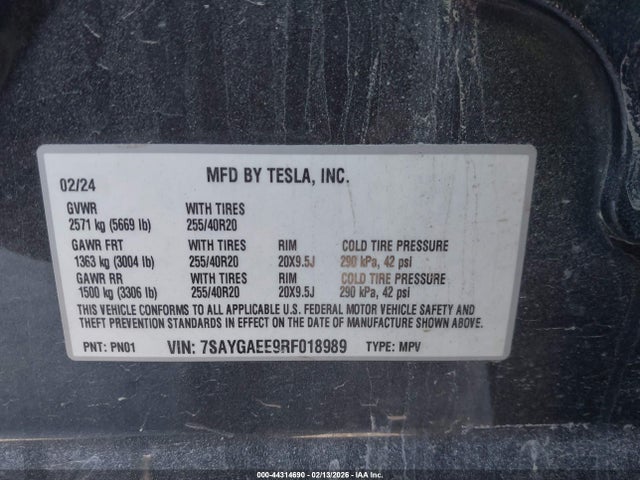 02/24 MFD BY TESLA, INC.
GVWR WITH TIRES
2571 kg (5669 lb) 255/40R20
GAWR FRT WITH TIRES RIM COLD TIRE PRESSURE
1363 kg (3004 lb) 255/40R20 20X9.5J 290 kPa, 42 psi
GAWR RR WITH TIRES RIM COLD TIRE PRESSURE
1500 kg (3306 lb) 255/40R20 20X9.5J 290 kPa, 42 psi
THIS VEHICLE CONFORMS TO ALL APPLICABLE U.S. FEDERAL MOTOR VEHICLE SAFETY AND
THEFT PREVENTION STANDARDS IN EFFECT ON THE DATE OF MANUFACTURE SHOWN ABOVE.
PNT: PN01 VIN: 7SAYGAEE9RF018989 TYPE: MPV
000-44314690 - 02/13/2026 - IAA Inc.